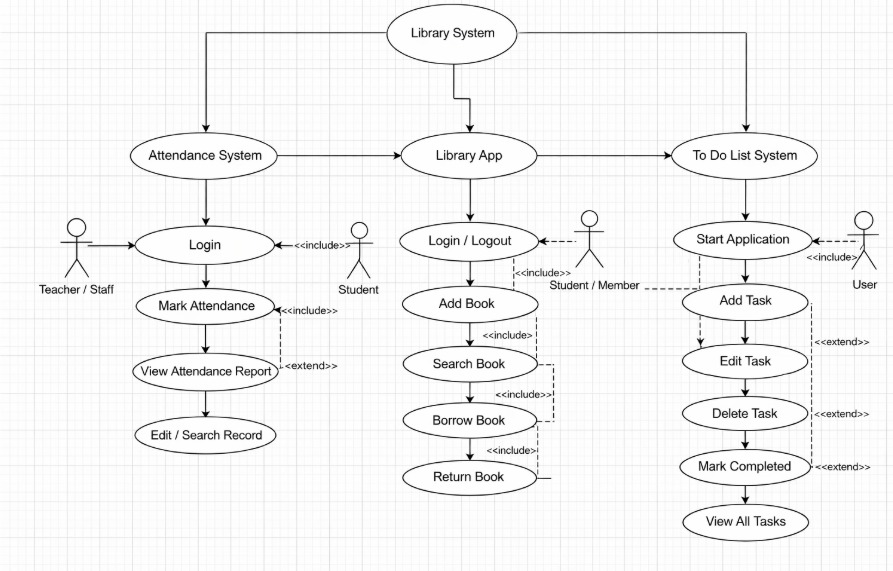 Library System
Attendance System
Library App
To Do List System
Login
<<include>>
Teacher / Staff
Student
Mark Attendance
<<include>>
View Attendance Report
<<extend>>
Edit / Search Record
Login / Logout
<<include>>
Student / Member
Add Book
<<include>
Search Book
<<include>>
Borrow Book
<<include>
Return Book
Start Application
<<include>
User
Add Task
<<extend>>
Edit Task
Delete Task
<<extend>>
Mark Completed
<<extend>>
View All Tasks